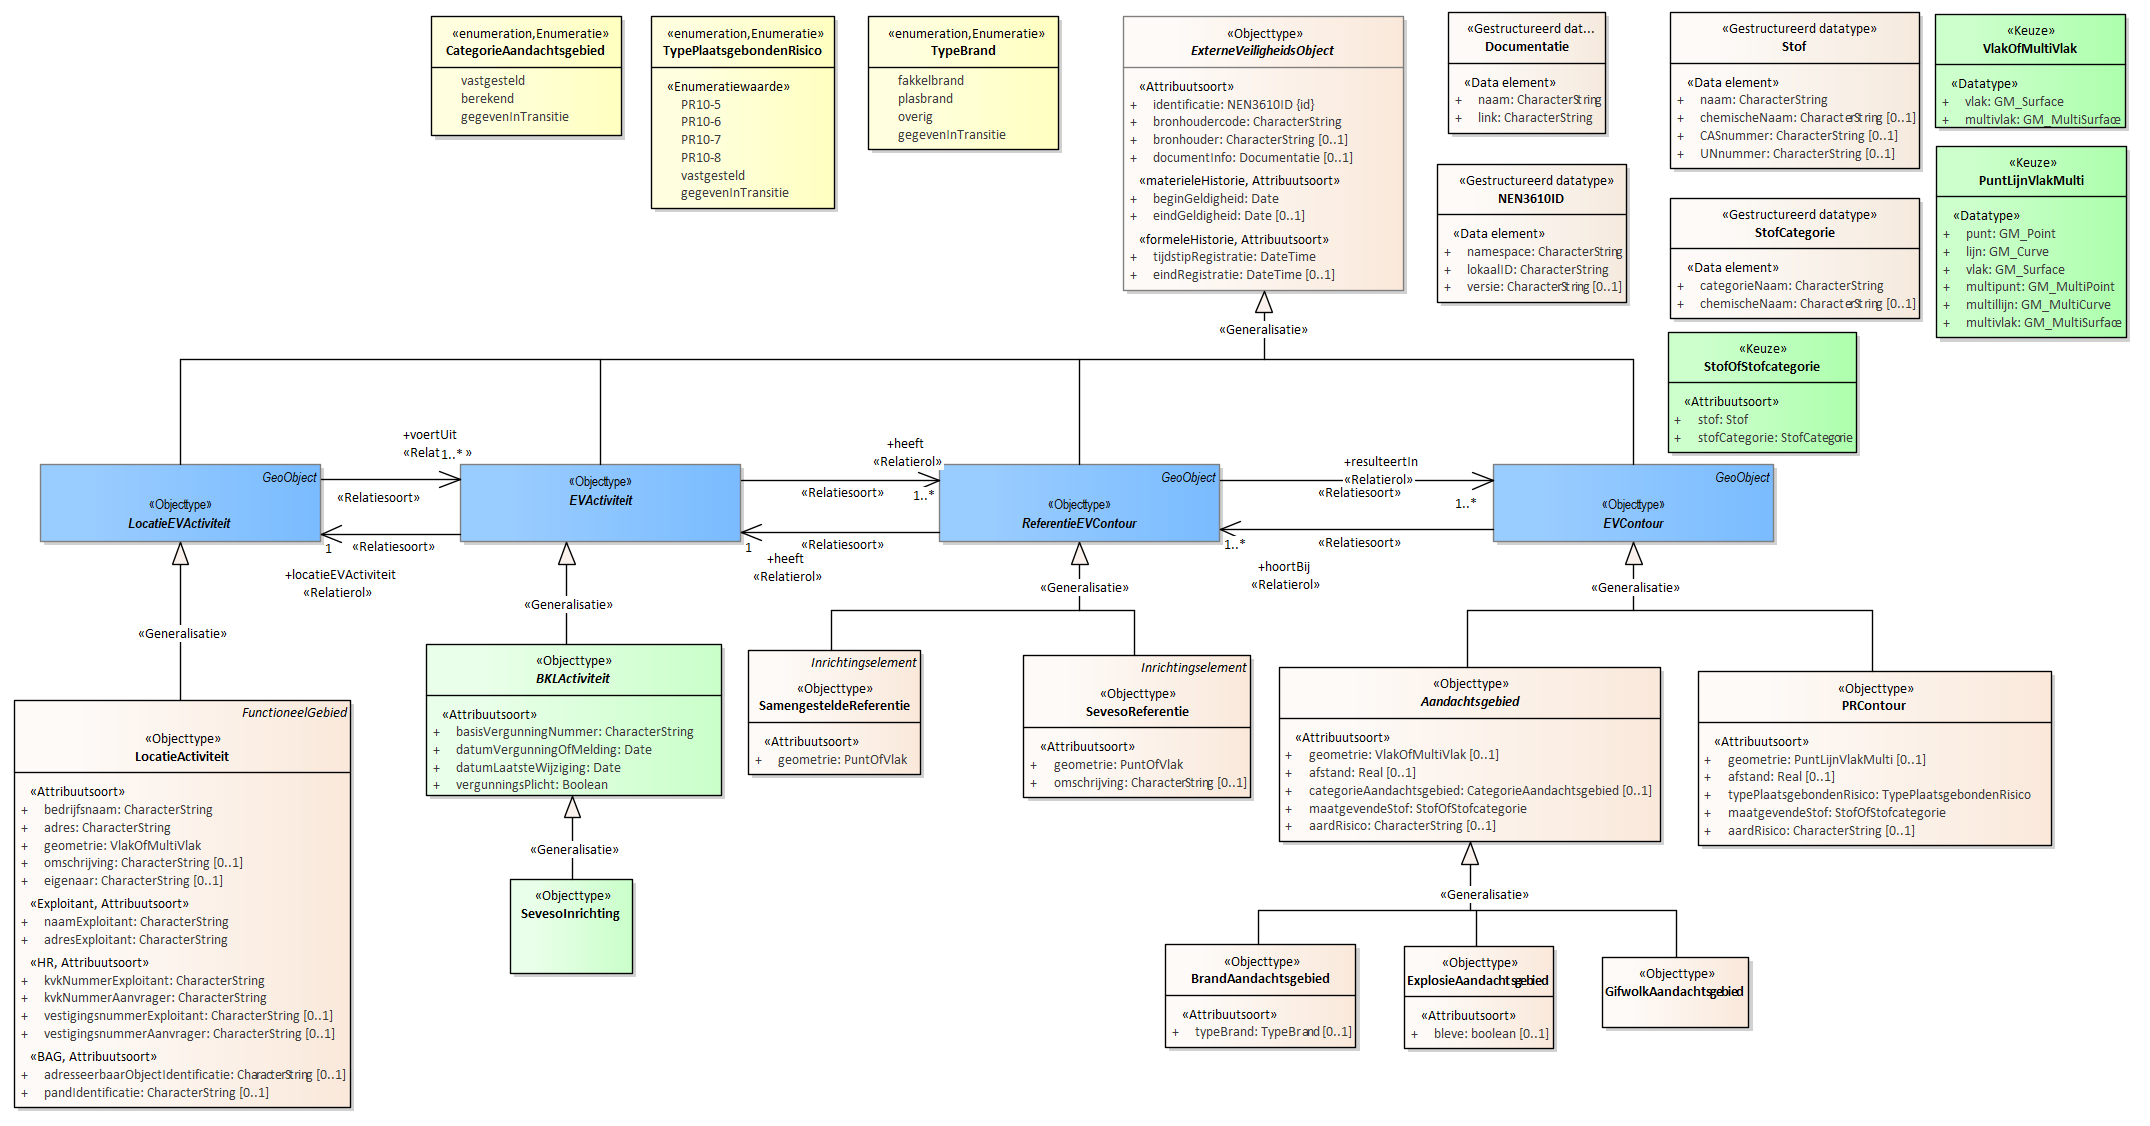 «enumeration,Enumeratie»
CategorieAandachtsgebied
vastgesteld
berekend
gegevenInTransitie
«enumeration,Enumeratie»
TypePlaatsgebondenRisico
«Enumeratiewaarde»
PR10-5
PR10-6
PR10-7
PR10-8
vastgesteld
gegevenInTransitie
«enumeration,Enumeratie»
TypeBrand
fakkelbrand
plasbrand
overig
gegevenInTransitie
«Objecttype»
ExterneVeiligheidsObject
«Attribuutsoort»
+ identificatie: NEN3610ID {id}
+ bronhoudercode: CharacterString
+ bronhouder: CharacterString [0..1]
+ documentInfo: Documentatie [0..1]
«materieleHistorie, Attribuutsoort»
+ beginGeldigheid: Date
+ eindGeldigheid: Date [0..1]
«formeleHistorie, Attribuutsoort»
+ tijdstipRegistratie: DateTime
+ eindRegistratie: DateTime [0..1]
«Gestructureerd dat...
Documentatie
«Data element»
+ naam: CharacterString
+ link: CharacterString
«Gestructureerd datatype»
NEN3610ID
«Data element»
+ namespace: CharacterString
+ lokaalID: CharacterString
+ versie: CharacterString [0..1]
«Gestructureerd datatype»
Stof
«Data element»
+ naam: CharacterString
+ chemischeNaam: CharacterString [0..1]
+ CASnummer: CharacterString [0..1]
+ UNnummer: CharacterString [0..1]
«Gestructureerd datatype»
StofCategorie
«Data element»
+ categorieNaam: CharacterString
+ chemischeNaam: CharacterString [0..1]
«Keuze»
StofOfStofcategorie
«Attribuutsoort»
+ stof: Stof
+ stofCategorie: StofCategorie
«Keuze»
VlakOfMultiVlak
«Datatype»
+ vlak: GM_Surface
+ multivlak: GM_MultiSurface
«Keuze»
PuntLijnVlakMulti
«Datatype»
+ punt: GM_Point
+ lijn: GM_Curve
+ vlak: GM_Surface
+ multipunt: GM_MultiPoint
+ multillijn: GM_MultiCurve
+ multivlak: GM_MultiSurface
«Generalisatie»
GeoObject
«Objecttype»
LocatieEVActiviteit
+voertUit
«Relat 1..* »
«Relatiesoort»
«Relatiesoort»
1
+locatieEVActiviteit
«Relatierol»
«Objecttype»
EVActiviteit
+heeft
«Relatierol»
«Relatiesoort»
1..*
«Relatiesoort»
1
+heeft
«Relatierol»
GeoObject
«Objecttype»
ReferentieEVContour
+resulteertIn
«Relatierol»
«Relatiesoort»
1..*
«Relatiesoort»
1..*
+hoortBij
«Relatierol»
GeoObject
«Objecttype»
EVContour
«Generalisatie»
«Generalisatie»
«Generalisatie»
«Generalisatie»
FunctioneelGebied
«Objecttype»
LocatieActiviteit
«Attribuutsoort»
+ bedrijfsnaam: CharacterString
+ adres: CharacterString
+ geometrie: VlakOfMultiVlak
+ omschrijving: CharacterString [0..1]
+ eigenaar: CharacterString [0..1]
«Exploitant, Attribuutsoort»
+ naamExploitant: CharacterString
+ adresExploitant: CharacterString
«HR, Attribuutsoort»
+ kvkNummerExploitant: CharacterString
+ kvkNummerAanvrager: CharacterString
+ vestigingsnummerExploitant: CharacterString [0..1]
+ vestigingsnummerAanvrager: CharacterString [0..1]
«BAG, Attribuutsoort»
+ adresseerbaarObjectIdentificatie: CharacterString [0..1]
+ pandIdentificatie: CharacterString [0..1]
«Objecttype»
BKLActiviteit
«Attribuutsoort»
+ basisVergunningNummer: CharacterString
+ datumVergunningOfMelding: Date
+ datumLaatsteWijziging: Date
+ vergunningsPlicht: Boolean
«Generalisatie»
«Objecttype»
SevesoInrichting
Inrichtingselement
«Objecttype»
SamengesteldeReferentie
«Attribuutsoort»
+ geometrie: PuntOfVlak
Inrichtingselement
«Objecttype»
SevesoReferentie
«Attribuutsoort»
+ geometrie: PuntOfVlak
+ omschrijving: CharacterString [0..1]
«Objecttype»
Aandachtsgebied
«Attribuutsoort»
+ geometrie: VlakOfMultiVlak [0..1]
+ afstand: Real [0..1]
+ categorieAandachtsgebied: CategorieAandachtsgebied [0..1]
+ maatgevendeStof: StofOfStofcategorie
+ aardRisico: CharacterString [0..1]
«Objecttype»
PRContour
«Attribuutsoort»
+ geometrie: PuntLijnVlakMulti [0..1]
+ afstand: Real [0..1]
+ typePlaatsgebondenRisico: TypePlaatsgebondenRisico
+ maatgevendeStof: StofOfStofcategorie
+ aardRisico: CharacterString [0..1]
«Generalisatie»
«Objecttype»
BrandAandachtsgebied
«Attribuutsoort»
+ typeBrand: TypeBrand [0..1]
«Objecttype»
ExplosieAandachtsgebied
«Attribuutsoort»
+ bleve: boolean [0..1]
«Objecttype»
GifwolkAandachtsgebied